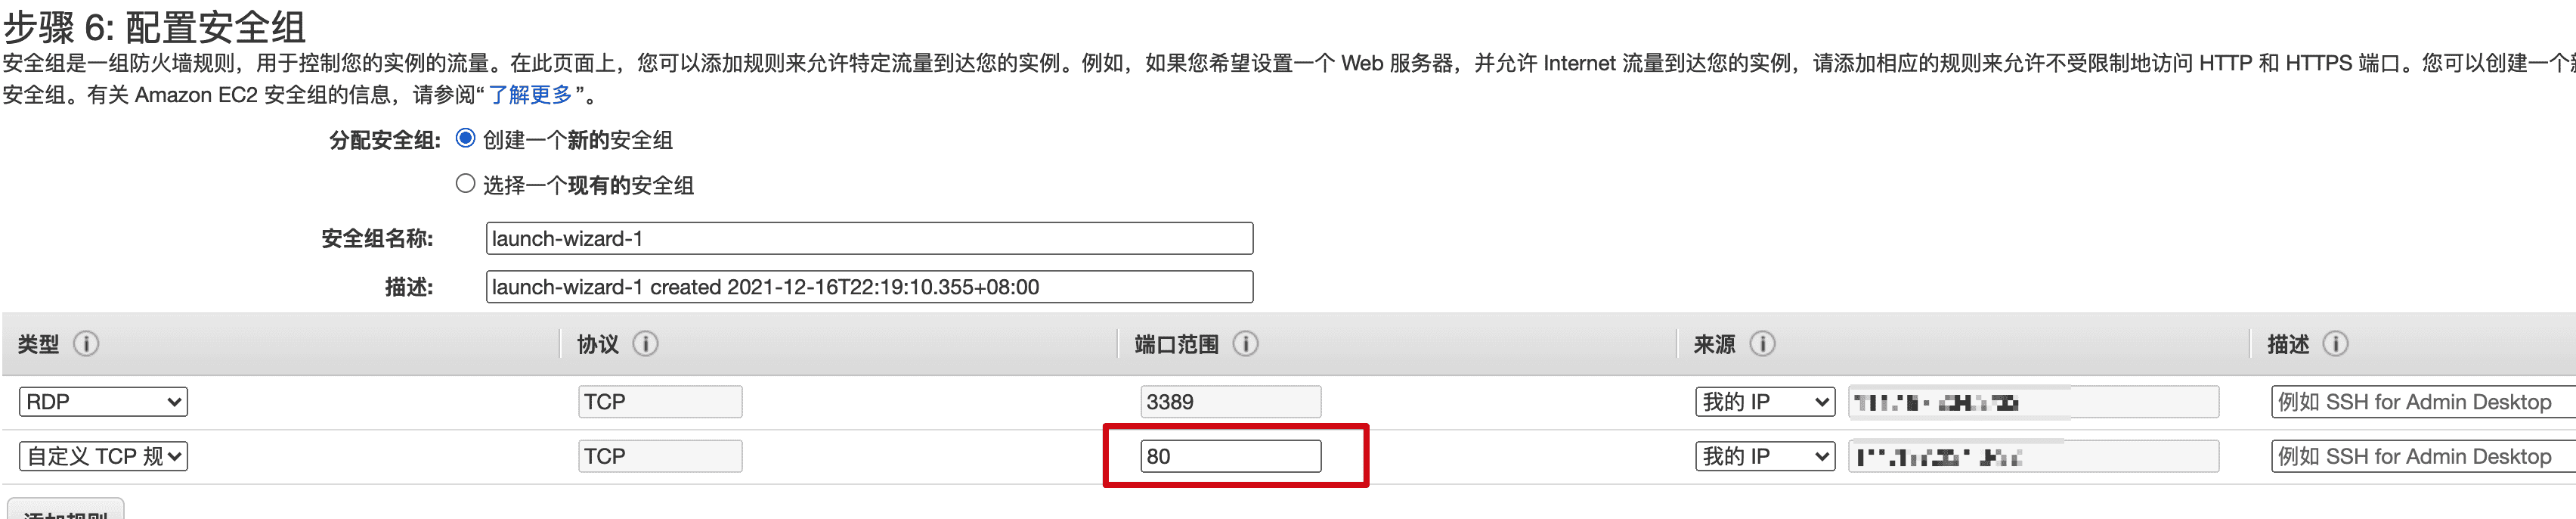 步骤 6: 配置安全组
安全组是一组防火墙规则，用于控制您的实例的流量。在此页面上，您可以添加规则来允许特定流量到达您的实例。例如，如果您希望设置一个 Web 服务器，并允许 Internet 流量到达您的实例，请添加相应的规则来允许不受限制地访问 HTTP 和 HTTPS 端口。您可以创建一个新
安全组。有关 Amazon EC2 安全组的信息，请参阅“了解更多”。
分配安全组: 创建一个新的安全组
选择一个现有的安全组
安全组名称: launch-wizard-1
描述: launch-wizard-1 created 2021-12-16T22:19:10.355+08:00
类型 i 协议 i 端口范围 i 来源 i 描述 i
RDP TCP 3389 我的 IP 例如 SSH for Admin Desktop
自定义 TCP 规 TCP 80 我的 IP 例如 SSH for Admin Desktop
添加规则